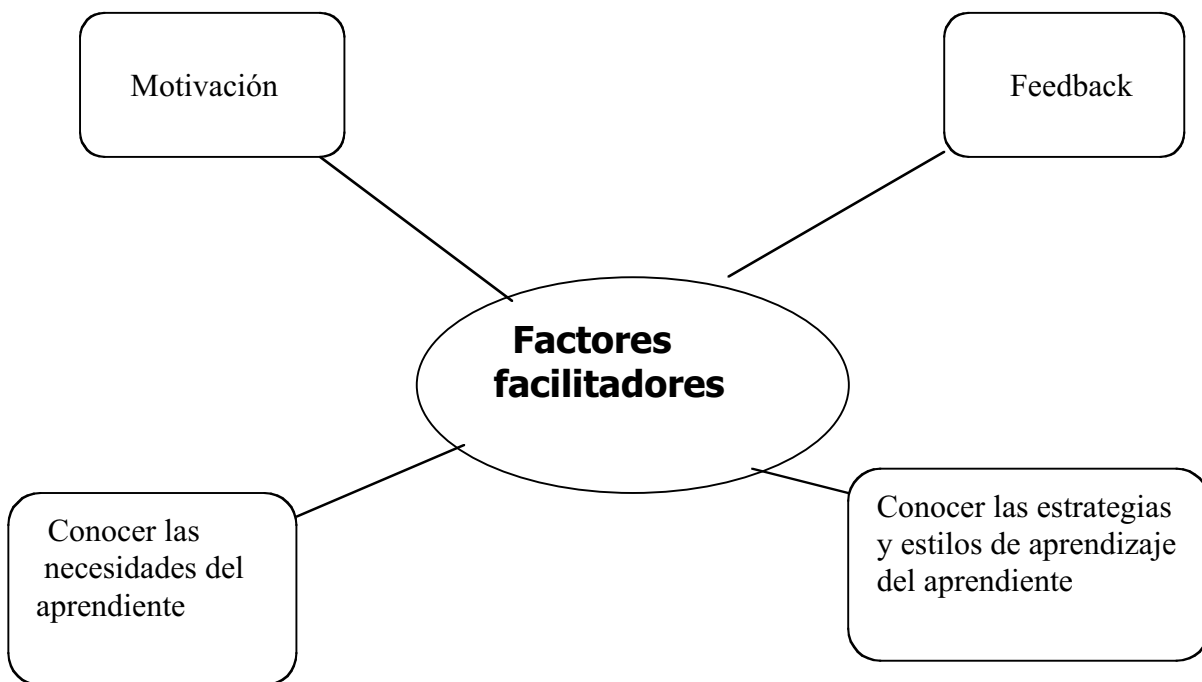 Motivación
Feedback
Factores
facilitadores
Conocer las
necesidades del
aprendiente
Conocer las estrategias
y estilos de aprendizaje
del aprendiente